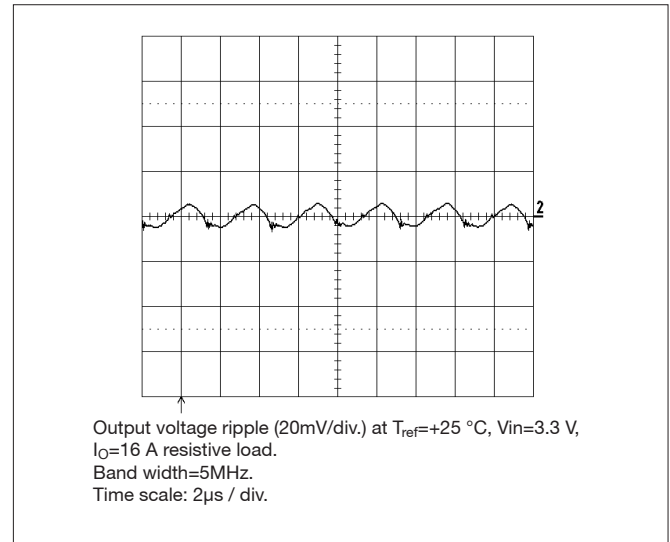 2
Output voltage ripple (20mV/div.) at Tref=+25 °C, Vin=3.3 V,
IO=16 A resistive load.
Band width=5MHz.
Time scale: 2µs / div.